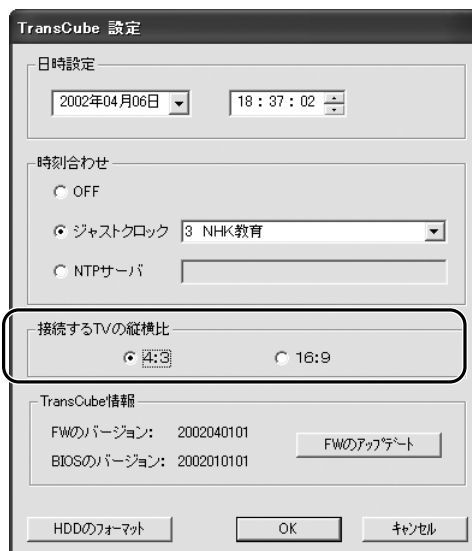 TransCube 設定
日時設定
2002年04月06日 18：37：02
時刻合わせ
OFF
ジャストクロック 3 NHK教育
NTPサーバ
接続するTVの縦横比
4:3 16:9
TransCube情報
FWのバージョン： 2002040101
BIOSのバージョン： 2002010101
FWのアップデート
HDDのフォーマット OK キャンセル